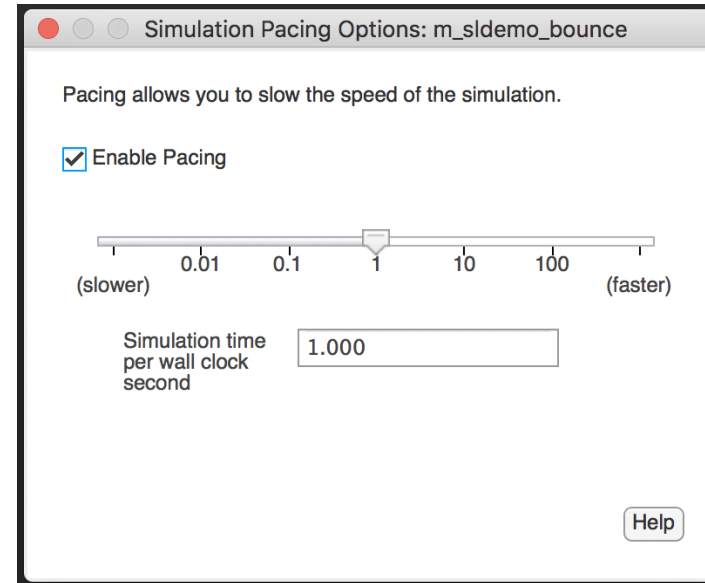 Simulation Pacing Options: m_sldemo_bounce
Pacing allows you to slow the speed of the simulation.
Enable Pacing
0.01 0.1 1 10 100
(slower) (faster)
Simulation time
per wall clock
second
1.000
Help